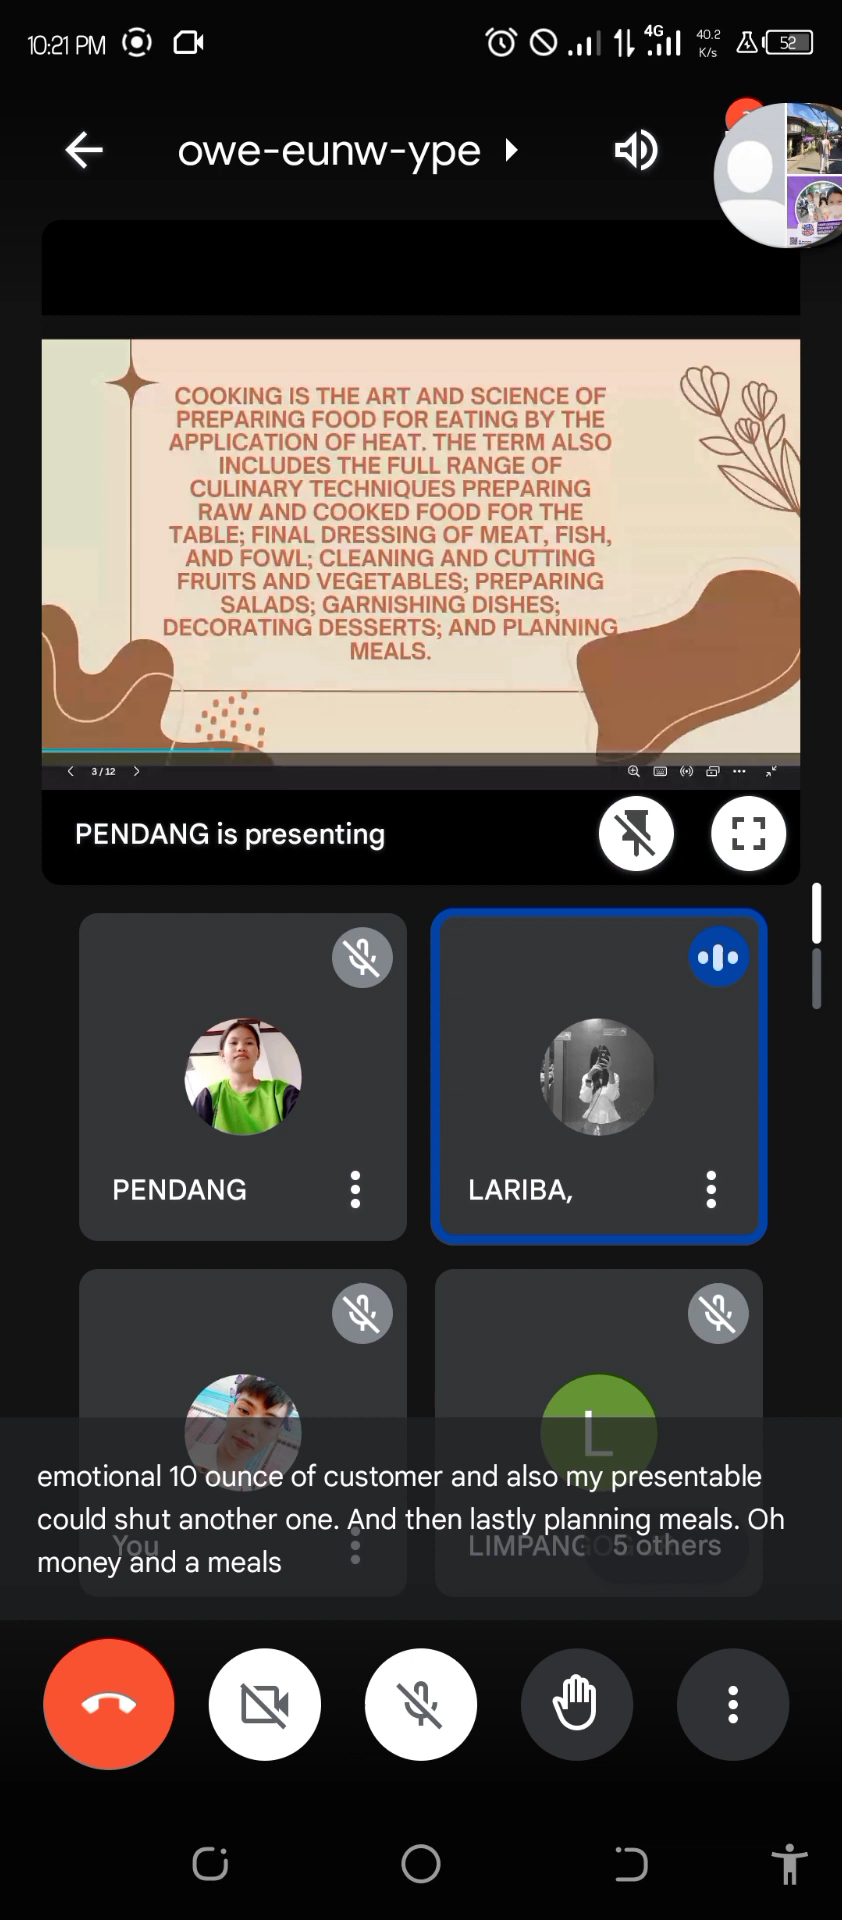 10:21 PM
4G
40.2
K/s
52
owe-eunw-ype
COOKING IS THE ART AND SCIENCE OF
PREPARING FOOD FOR EATING BY THE
APPLICATION OF HEAT. THE TERM ALSO
INCLUDES THE FULL RANGE OF
CULINARY TECHNIQUES PREPARING
RAW AND COOKED FOOD FOR THE
TABLE; FINAL DRESSING OF MEAT, FISH,
AND FOWL; CLEANING AND CUTTING
FRUITS AND VEGETABLES; PREPARING
SALADS; GARNISHING DISHES;
DECORATING DESSERTS; AND PLANNING
MEALS.
3 / 12
PENDANG is presenting
PENDANG
LARIBA,
L
emotional 10 ounce of customer and also my presentable
could shut another one. And then lastly planning meals. Oh
money and a meals
You
5 others